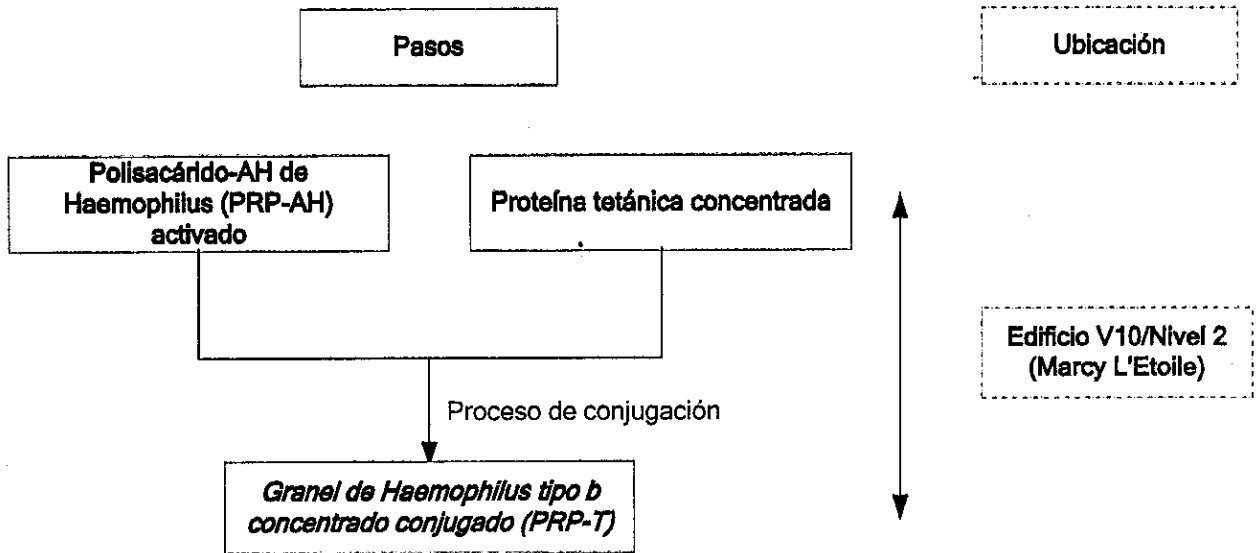 Pasos
Ubicación
Polisacárido-AH de
Haemophilus (PRP-AH)
activado
Proteína tetánica concentrada
Edificio V10/Nivel 2
(Marcy L'Etoile)
Proceso de conjugación
Granel de Haemophilus tipo b
concentrado conjugado (PRP-T)